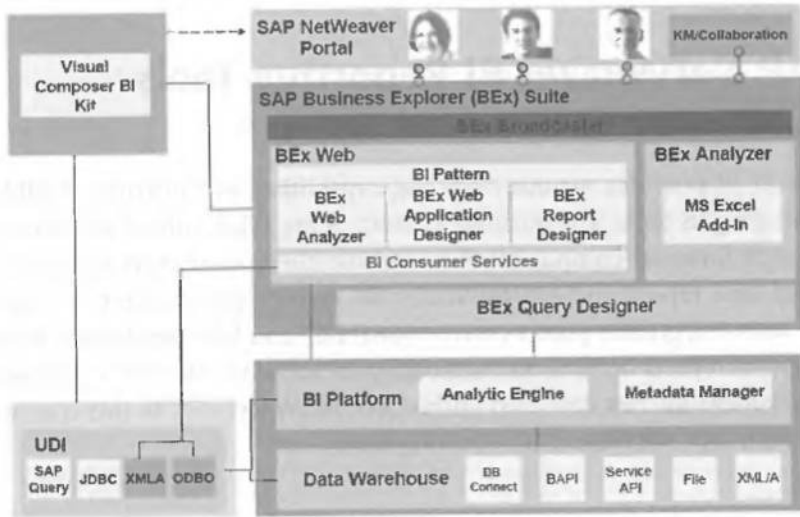 SAP NetWeaver
Portal
KM/Collaboration
Visual
Composer BI
Kit
SAP Business Explorer (BEx) Suite
BEx Broadcaster
BEx Web
BI Pattern
BEx
Web
Analyzer
BEx Web
Application
Designer
BEx
Report
Designer
BI Consumer Services
BEx Analyzer
MS Excel
Add-In
BEx Query Designer
BI Platform
Analytic Engine
Metadata Manager
UDI
SAP
Query
JDBC
XMLA
ODBO
Data Warehouse
DB
Connect
BAPI
Service
API
File
XML/A